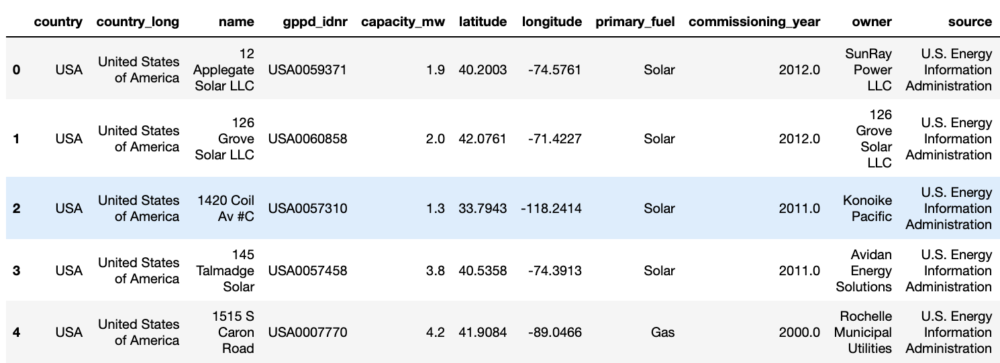 country country_long name gppd_idnr capacity_mw latitude longitude primary_fuel commissioning_year owner source
0 USA United States of America 12 Applegate Solar LLC USA0059371 1.9 40.2003 -74.5761 Solar 2012.0 SunRay Power LLC U.S. Energy Information Administration
1 USA United States of America 126 Grove Solar LLC USA0060858 2.0 42.0761 -71.4227 Solar 2012.0 126 Grove Solar LLC U.S. Energy Information Administration
2 USA United States of America 1420 Coil Av #C USA0057310 1.3 33.7943 -118.2414 Solar 2011.0 Konoike Pacific U.S. Energy Information Administration
3 USA United States of America 145 Talmadge Solar USA0057458 3.8 40.5358 -74.3913 Solar 2011.0 Avidan Energy Solutions U.S. Energy Information Administration
4 USA United States of America 1515 S Caron Road USA0007770 4.2 41.9084 -89.0466 Gas 2000.0 Rochelle Municipal Utilities U.S. Energy Information Administration